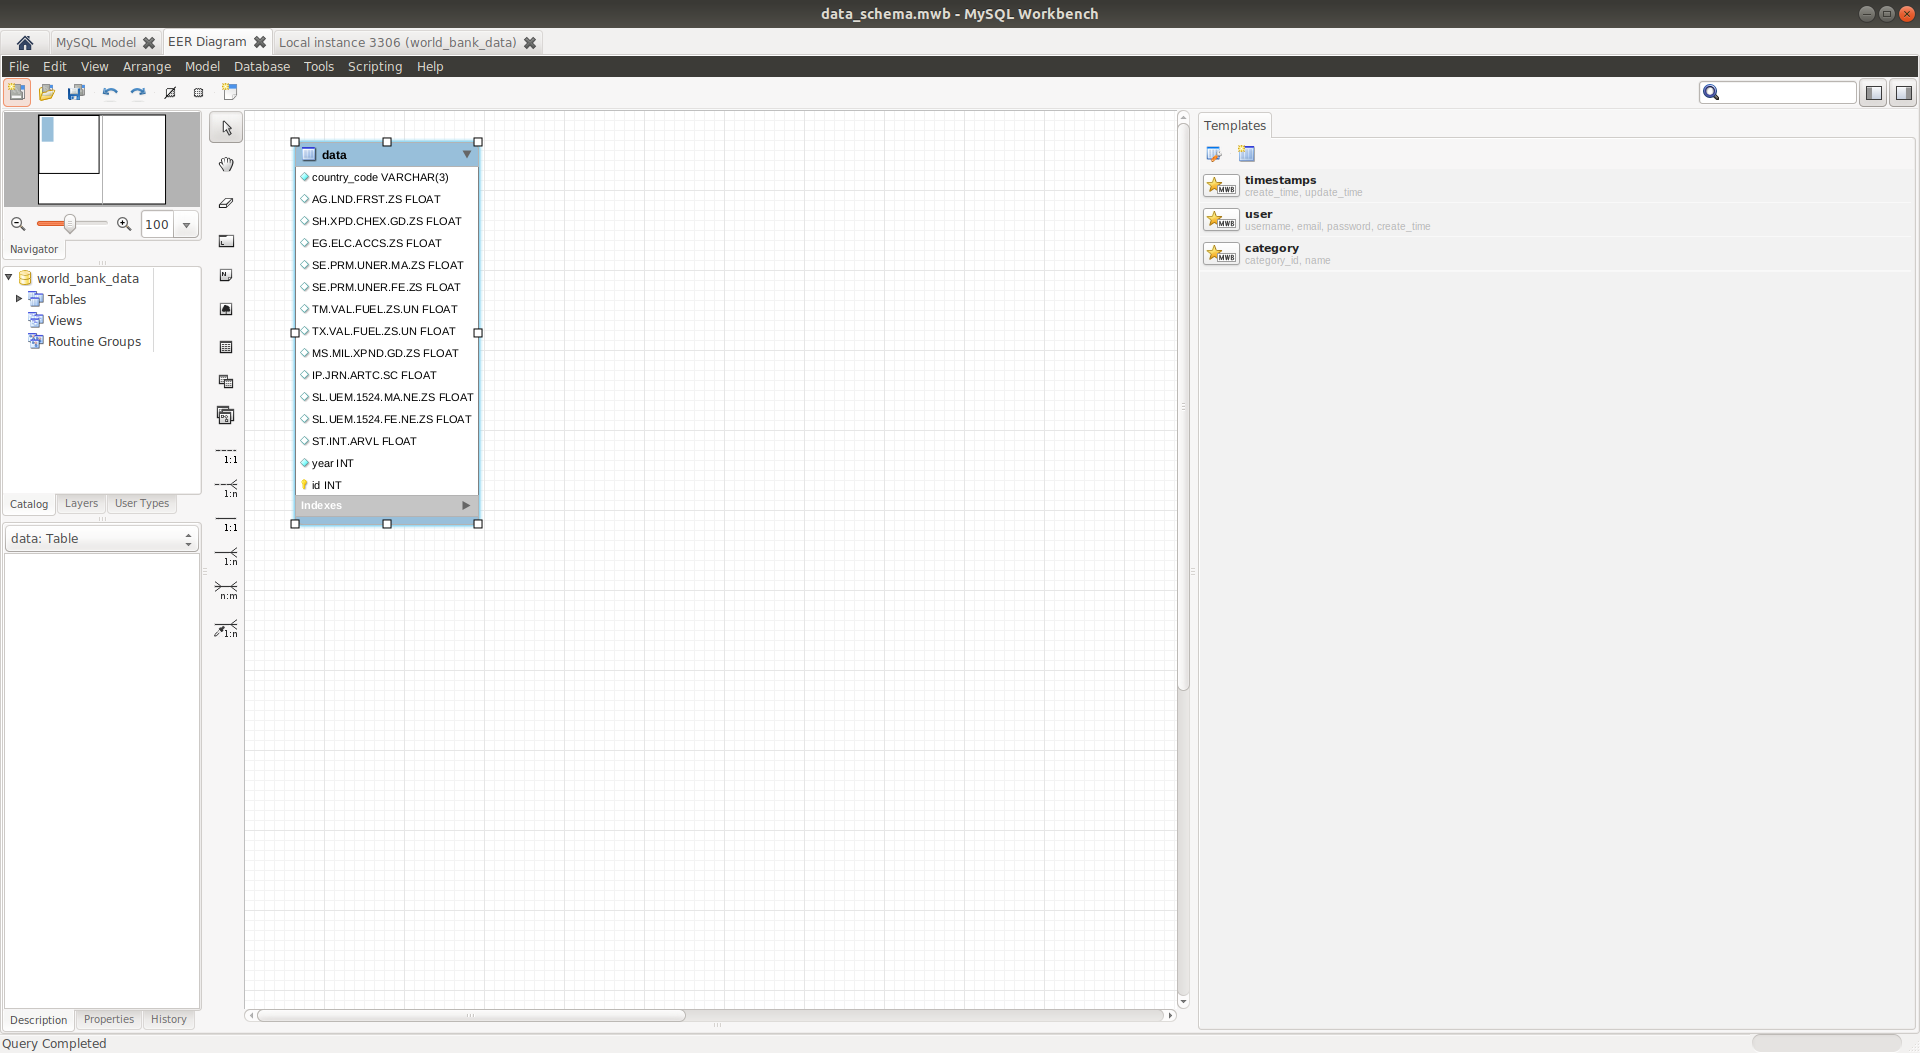 data_schema.mwb - MySQL Workbench
MySQL Model
EER Diagram
Local instance 3306 (world_bank_data)
File Edit View Arrange Model Database Tools Scripting Help
100
Navigator
world_bank_data
Tables
Views
Routine Groups
Catalog Layers User Types
data: Table
Description Properties History
1:1
1:n
1:1
1:n
n:m
1:n
data
country_code VARCHAR(3)
AG.LND.FRST.ZS FLOAT
SH.XPD.CHEX.GD.ZS FLOAT
EG.ELC.ACCS.ZS FLOAT
SE.PRM.UNER.MA.ZS FLOAT
SE.PRM.UNER.FE.ZS FLOAT
TM.VAL.FUEL.ZS.UN FLOAT
TX.VAL.FUEL.ZS.UN FLOAT
MS.MIL.XPND.GD.ZS FLOAT
IP.JRN.ARTC.SC FLOAT
SL.UEM.1524.MA.NE.ZS FLOAT
SL.UEM.1524.FE.NE.ZS FLOAT
ST.INT.ARVL FLOAT
year INT
id INT
Indexes
Templates
MWB
timestamps
create_time, update_time
MWB
user
username, email, password, create_time
MWB
category
category_id, name
Query Completed